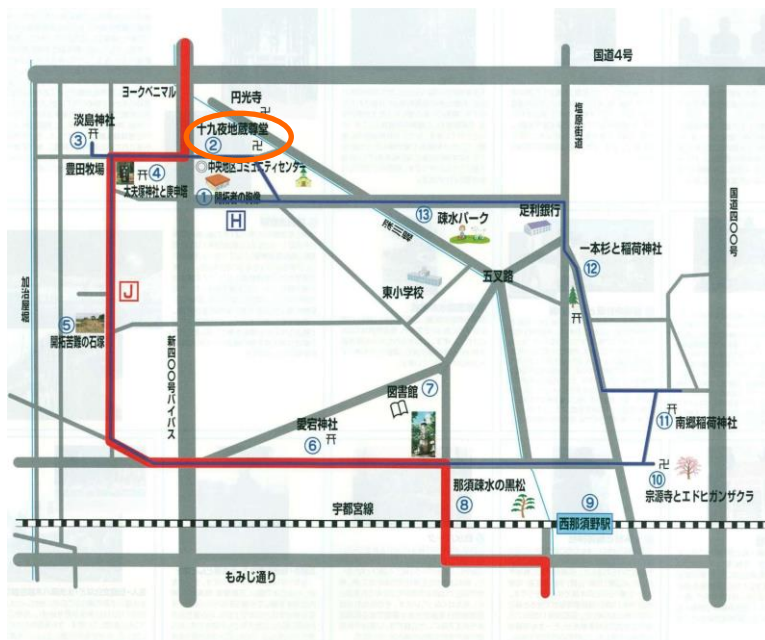 国道4号
ヨークベニマル
円光寺
塩原街道
淡島神社
③
十九夜地蔵尊堂
②
豊田牧場
④
太夫塚神社と庚申塔
◎中央地区コミュニティセンター
①開拓者の胸像
H
⑬
疏水パーク
足利銀行
国道四〇〇号
一本杉と稲荷神社
⑫
縦三線
五叉路
東小学校
加治屋堀
J
⑤
開拓苦難の石塚
新四〇〇号バイパス
図書館
⑦
愛宕神社
⑥
⑪
南郷稲荷神社
⑩
宗源寺とエドヒガンザクラ
那須疏水の黒松
⑧
⑨
西那須野駅
宇都宮線
もみじ通り